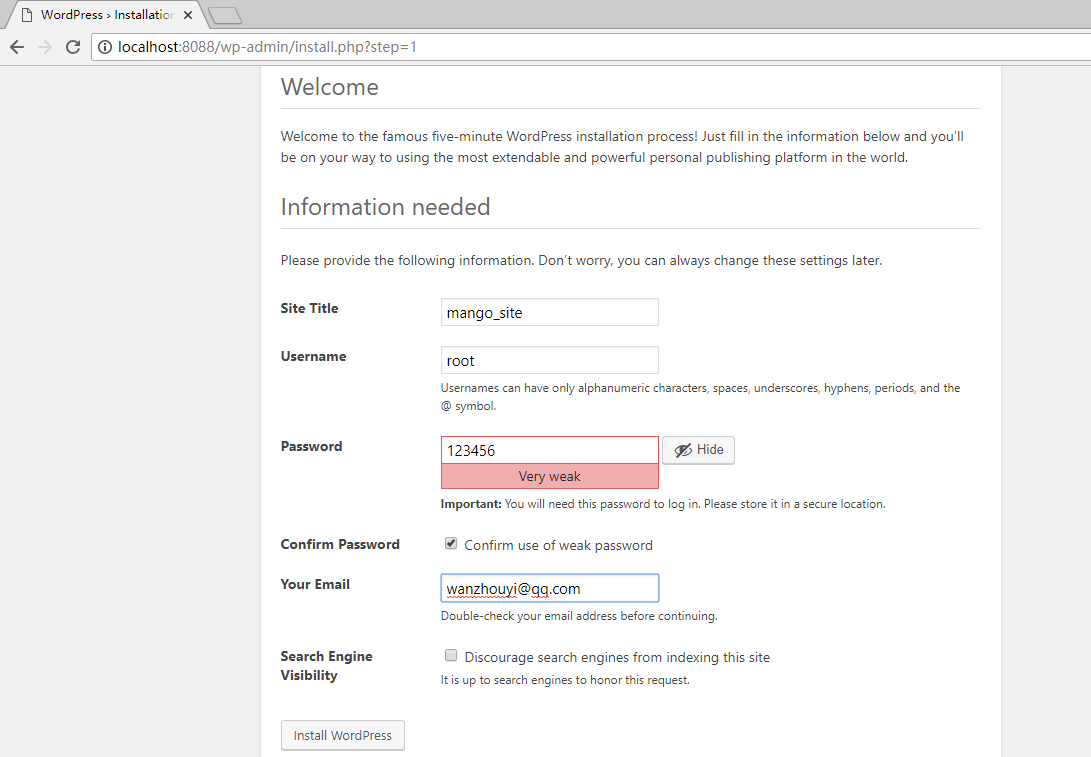 WordPress › Installation
localhost:8088/wp-admin/install.php?step=1
Welcome
Welcome to the famous five-minute WordPress installation process! Just fill in the information below and you’ll
be on your way to using the most extendable and powerful personal publishing platform in the world.
Information needed
Please provide the following information. Don’t worry, you can always change these settings later.
Site Title
mango_site
Username
root
Usernames can have only alphanumeric characters, spaces, underscores, hyphens, periods, and the
@ symbol.
Password
123456
Hide
Very weak
Important: You will need this password to log in. Please store it in a secure location.
Confirm Password
Confirm use of weak password
Your Email
wanzhouyi@qq.com
Double-check your email address before continuing.
Search Engine
Visibility
Discourage search engines from indexing this site
It is up to search engines to honor this request.
Install WordPress